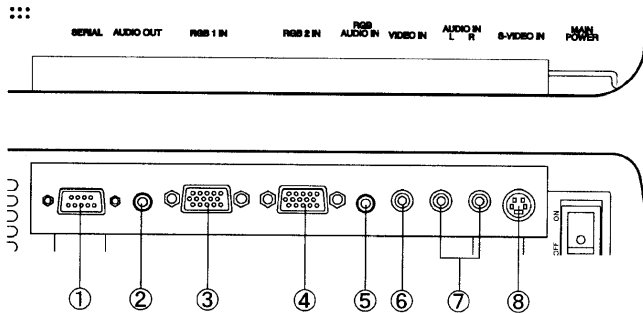 SERIAL AUDIO OUT RGB 1 IN RGB 2 IN RGB AUDIO IN VIDEO IN AUDIO IN L R S-VIDEO IN MAIN POWER
ON
OFF
① ② ③ ④ ⑤ ⑥ ⑦ ⑧